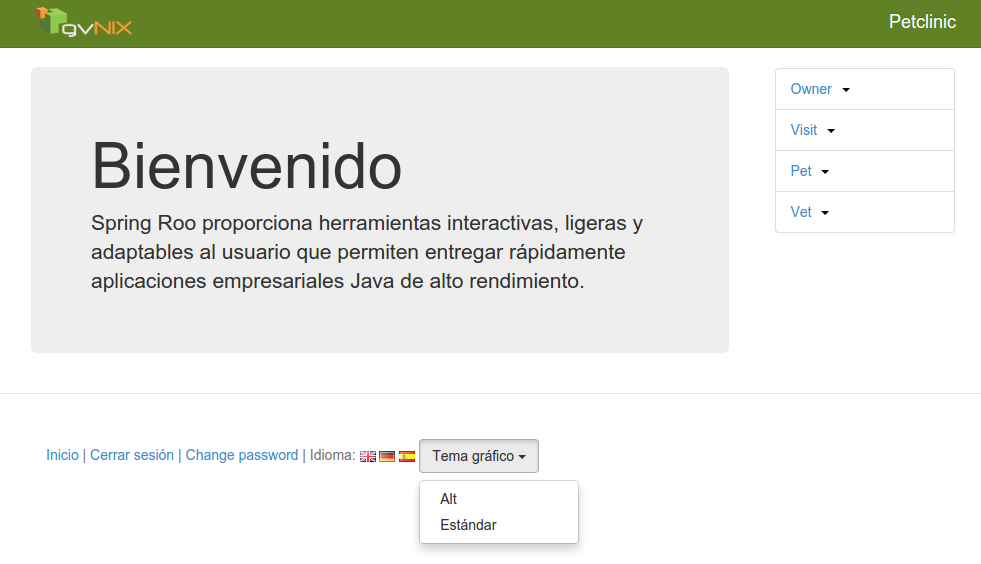 gvNIX
Petclinic
Bienvenido
Spring Roo proporciona herramientas interactivas, ligeras y
adaptables al usuario que permiten entregar rápidamente
aplicaciones empresariales Java de alto rendimiento.
Owner
Visit
Pet
Vet
Inicio | Cerrar sesión | Change password | Idioma: Tema gráfico
Alt
Estándar